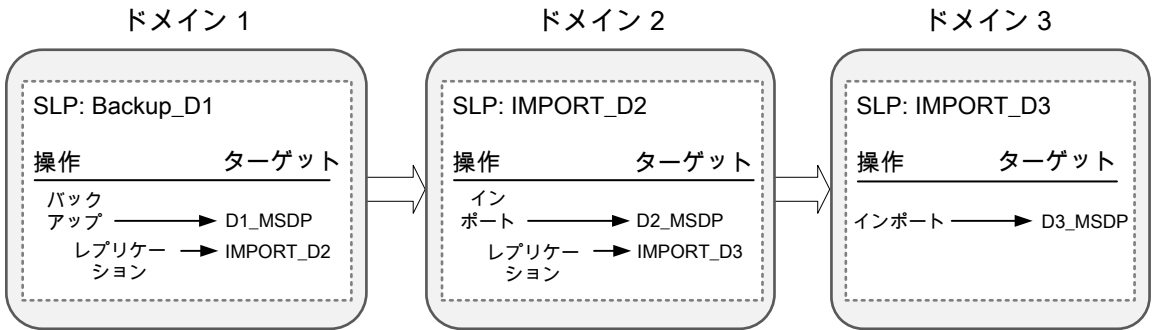 ドメイン 1
SLP: Backup_D1
操作 ターゲット
バック
アップ D1_MSDP
レプリケー IMPORT_D2
ション
ドメイン 2
SLP: IMPORT_D2
操作 ターゲット
イン
ポート D2_MSDP
レプリケー IMPORT_D3
ション
ドメイン 3
SLP: IMPORT_D3
操作 ターゲット
インポート D3_MSDP